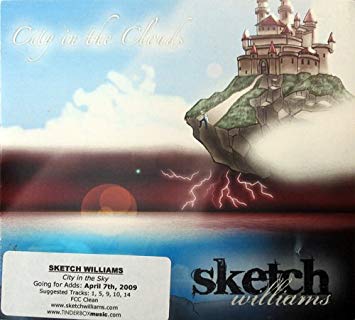 City in the Clouds
SKETCH WILLIAMS
City in the Sky
Going for Adds: April 7th, 2009
Suggested Tracks: 1, 5, 9, 10, 14
FCC Clean
www.sketchwilliams.com
www.TINDERBOXmusic.com
sketch
williams